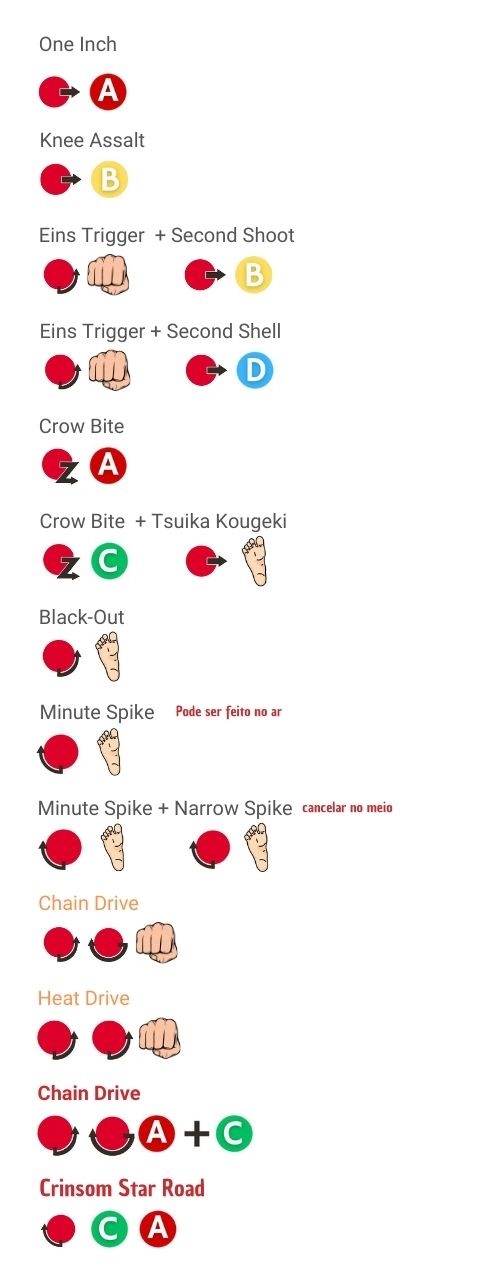 One Inch
A
Knee Assalt
B
Eins Trigger + Second Shoot
B
Eins Trigger + Second Shell
D
Crow Bite
A
Crow Bite + Tsuika Kougeki
C
Black-Out
Minute Spike Pode ser feito no ar
Minute Spike + Narrow Spike cancelar no meio
Chain Drive
Heat Drive
Chain Drive
A + C
Crinsom Star Road
C A